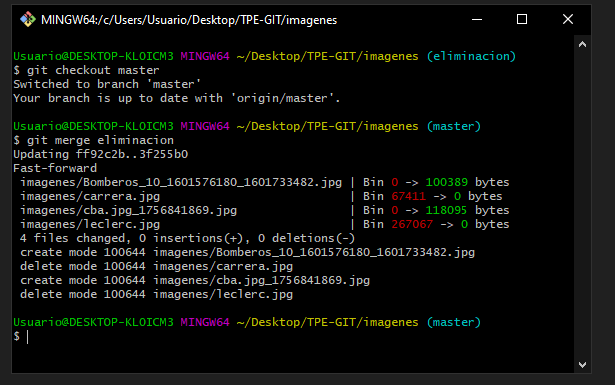 MINGW64:/c/Users/Usuario/Desktop/TPE-GIT/imagenes
Usuario@DESKTOP-KL0ICM3 MINGW64 ~/Desktop/TPE-GIT/imagenes (eliminacion)
$ git checkout master
Switched to branch 'master'
Your branch is up to date with 'origin/master'.
Usuario@DESKTOP-KL0ICM3 MINGW64 ~/Desktop/TPE-GIT/imagenes (master)
$ git merge eliminacion
Updating ff92c2b..3f255b0
Fast-forward
imagenes/Bomberos_10_1601576180_1601733482.jpg | Bin 0 -> 100389 bytes
imagenes/carrera.jpg | Bin 67411 -> 0 bytes
imagenes/cba.jpg_1756841869.jpg | Bin 0 -> 118095 bytes
imagenes/leclerc.jpg | Bin 267067 -> 0 bytes
4 files changed, 0 insertions(+), 0 deletions(-)
create mode 100644 imagenes/Bomberos_10_1601576180_1601733482.jpg
delete mode 100644 imagenes/carrera.jpg
create mode 100644 imagenes/cba.jpg_1756841869.jpg
delete mode 100644 imagenes/leclerc.jpg
Usuario@DESKTOP-KL0ICM3 MINGW64 ~/Desktop/TPE-GIT/imagenes (master)
$